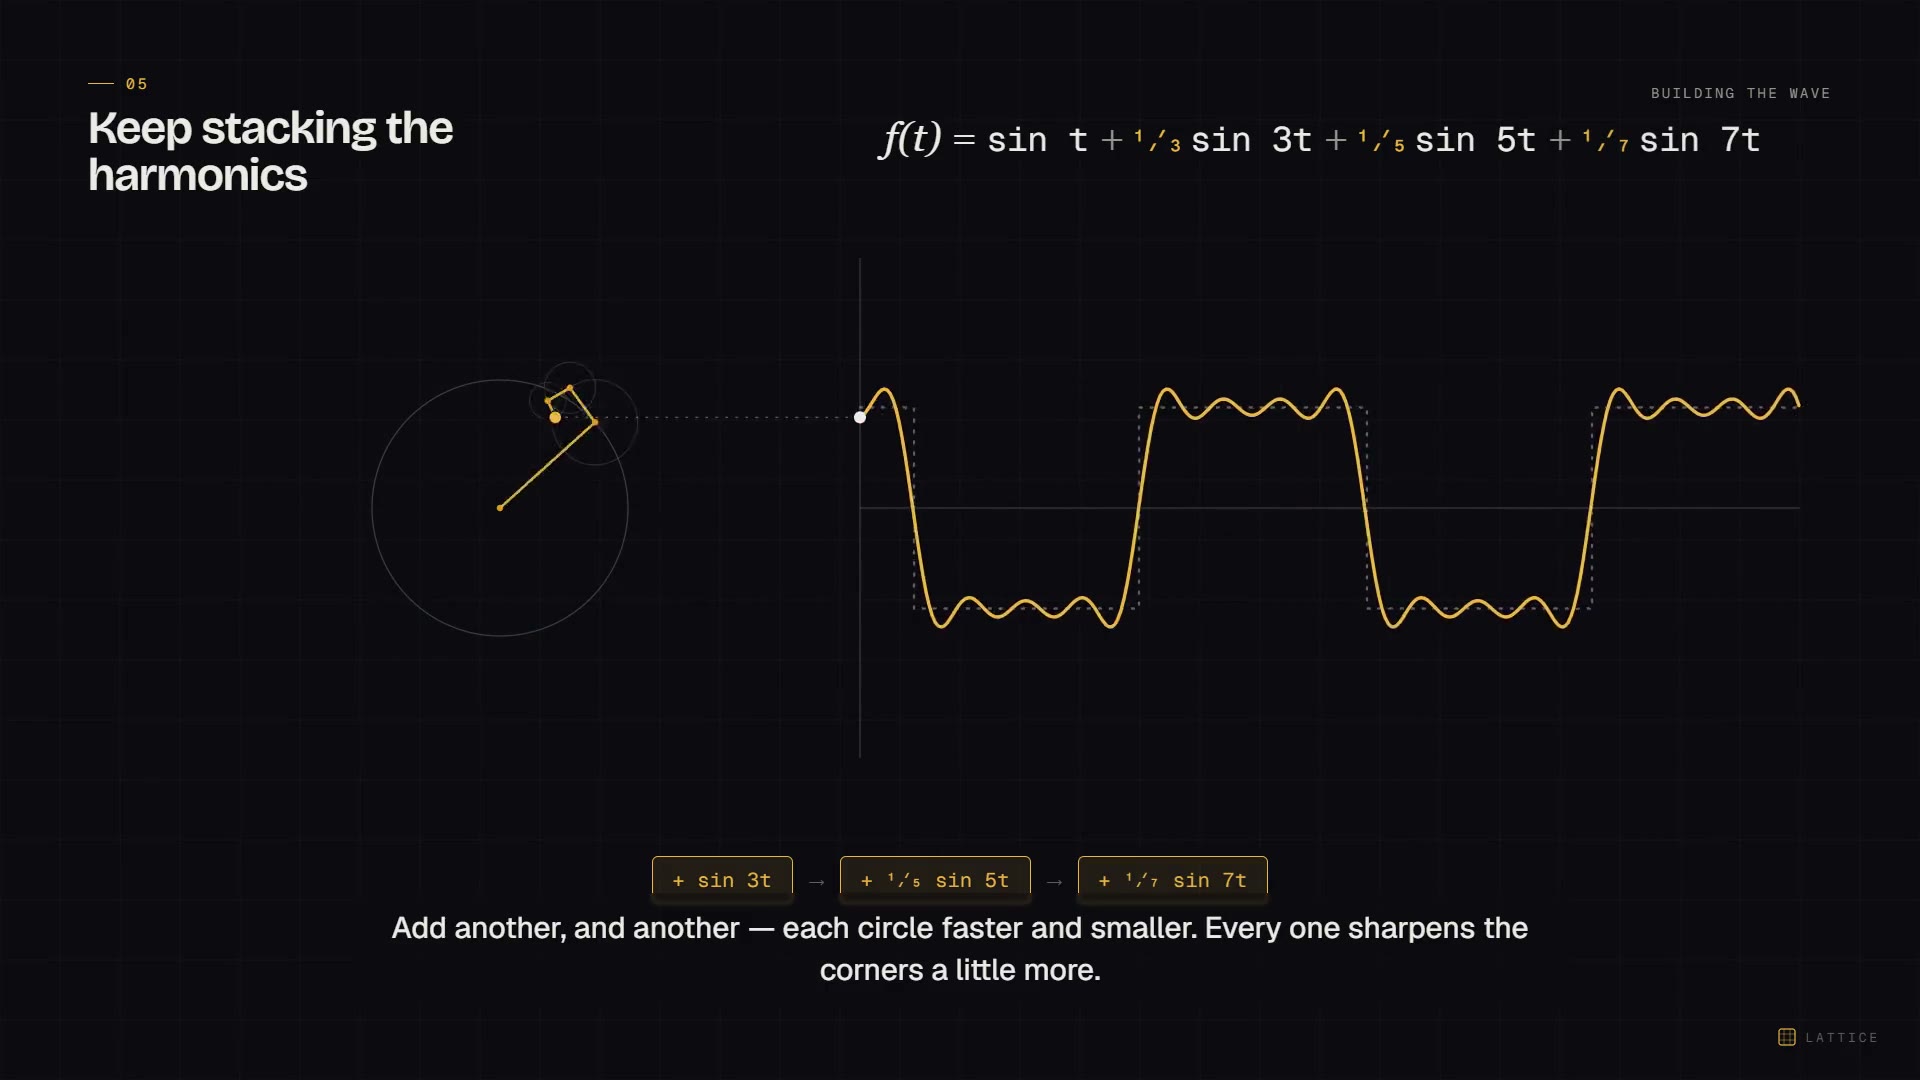 05
Keep stacking the
harmonics
BUILDING THE WAVE
f(t) = sin t + 1/3 sin 3t + 1/5 sin 5t + 1/7 sin 7t
+ sin 3t → + 1/5 sin 5t → + 1/7 sin 7t
Add another, and another — each circle faster and smaller. Every one sharpens the
corners a little more.
LATTICE